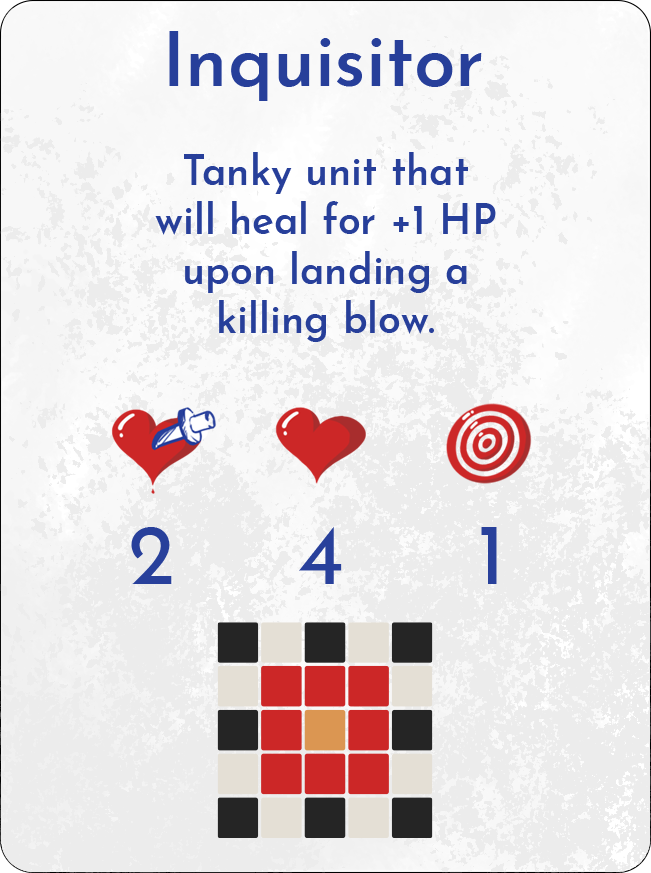 Inquisitor
Tanky unit that
will heal for +1 HP
upon landing a
killing blow.
2 4 1